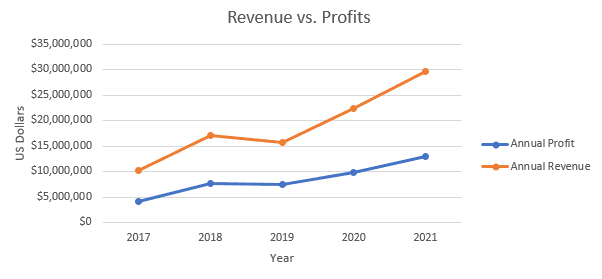 Revenue vs. Profits
$35,000,000
$30,000,000
$25,000,000
$20,000,000
$15,000,000
$10,000,000
$5,000,000
$0
US Dollars
2017 2018 2019 2020 2021
Year
Annual Profit
Annual Revenue